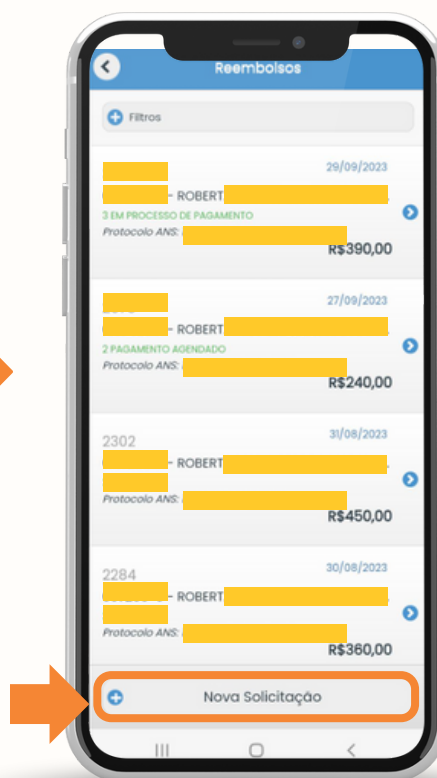 Reembolsos
Filtros
29/09/2023
- ROBERT
3 EM PROCESSO DE PAGAMENTO
Protocolo ANS:
R$390,00
27/09/2023
- ROBERT
2 PAGAMENTO AGENDADO
Protocolo ANS:
R$240,00
2302
31/08/2023
- ROBERT
Protocolo ANS:
R$450,00
2284
30/08/2023
- ROBERT
Protocolo ANS:
R$360,00
Nova Solicitação